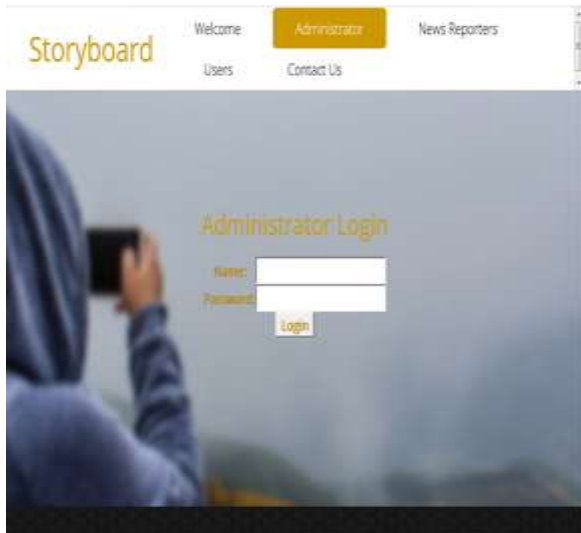 Storyboard
Welcome Administrator News Reporters
Users Contact Us
Administrator Login
Name:
Password:
Login